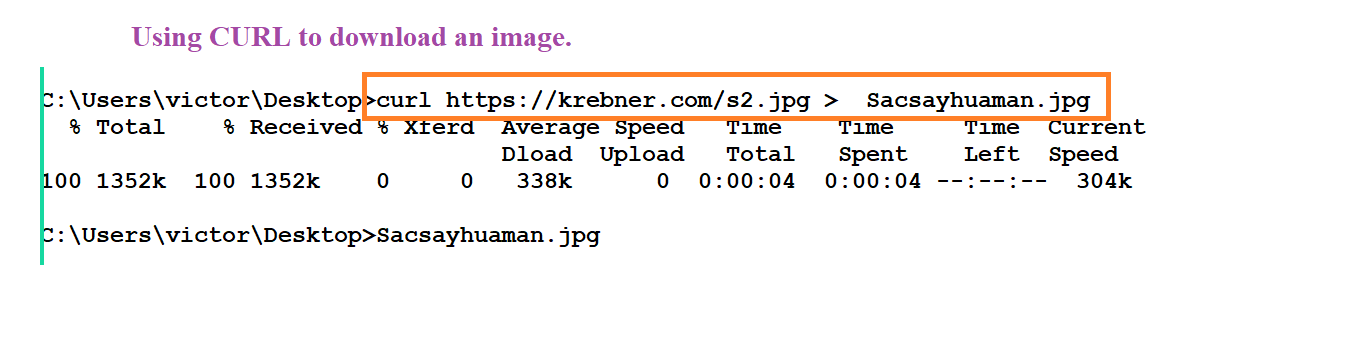 Using CURL to download an image.
C:\Users\victor\Desktop>curl https://krebner.com/s2.jpg >  Sacsayhuaman.jpg
  % Total    % Received % Xferd  Average Speed   Time    Time     Time  Current
                                 Dload  Upload   Total   Spent    Left  Speed
100 1352k  100 1352k    0     0   338k      0  0:00:04  0:00:04 --:--:--  304k
C:\Users\victor\Desktop>Sacsayhuaman.jpg